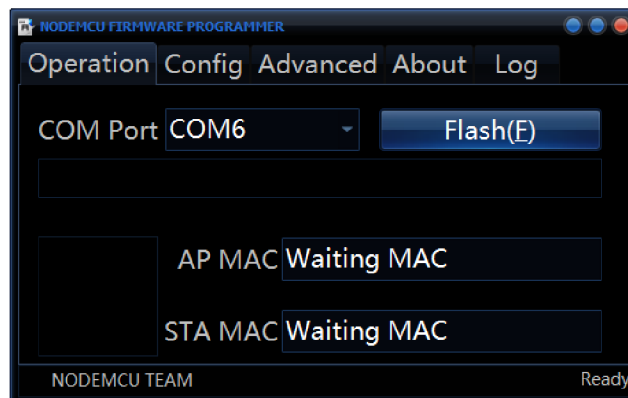 NODEMCU FIRMWARE PROGRAMMER
Operation Config Advanced About Log
COM Port COM6 Flash(F)
AP MAC Waiting MAC
STA MAC Waiting MAC
NODEMCU TEAM Ready